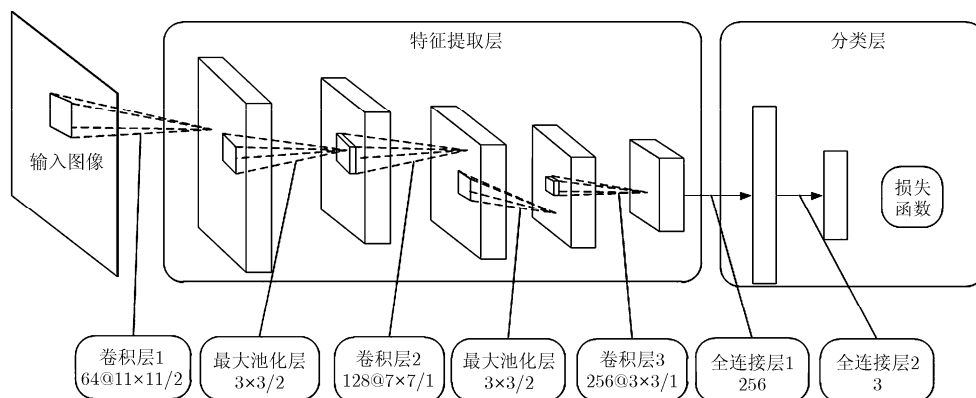 特征提取层
分类层
输入图像
损失
函数
卷积层1
64@11×11/2
最大池化层
3×3/2
卷积层2
128@7×7/1
最大池化层
3×3/2
卷积层3
256@3×3/1
全连接层1
256
全连接层2
3